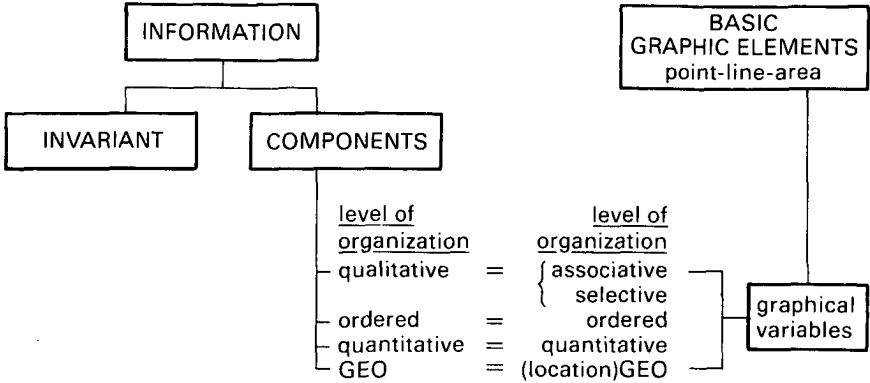 INFORMATION
BASIC
GRAPHIC ELEMENTS
point-line-area
INVARIANT
COMPONENTS
level of
organization
level of
organization
qualitative = { associative
selective
ordered = ordered
quantitative = quantitative
GEO = (location)GEO
graphical
variables